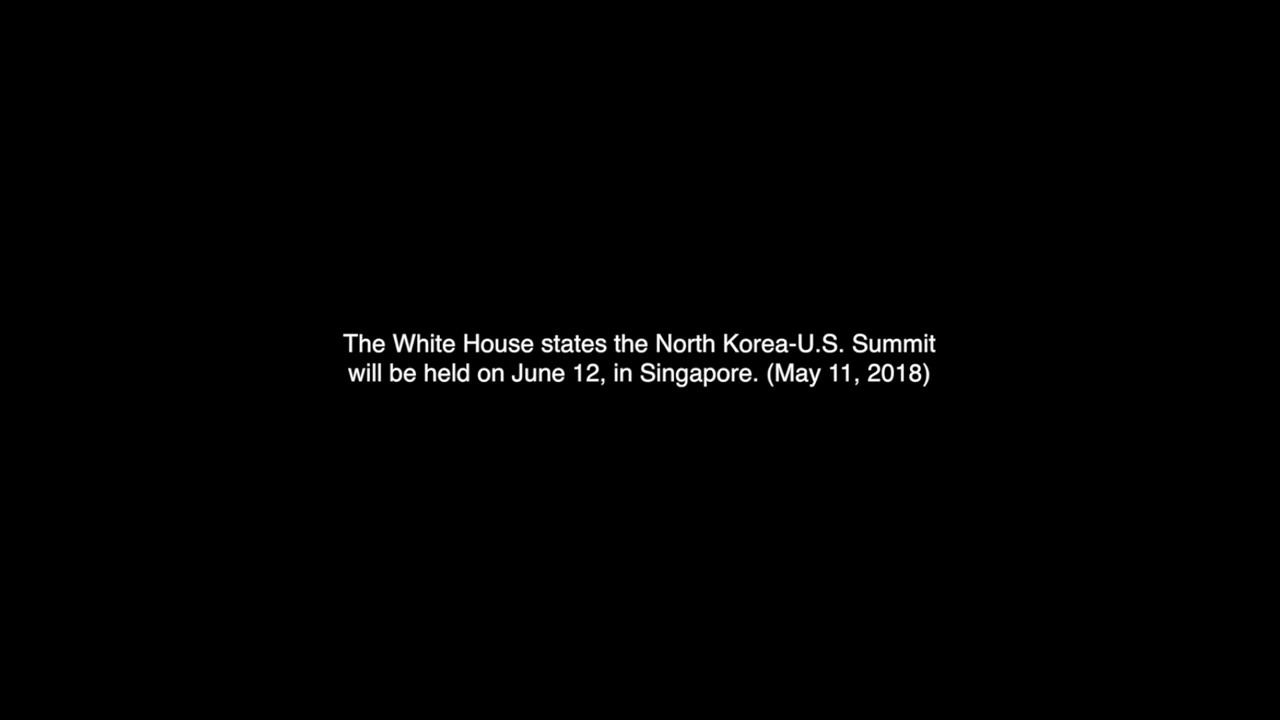 The White House states the North Korea-U.S. Summit
will be held on June 12, in Singapore. (May 11, 2018)